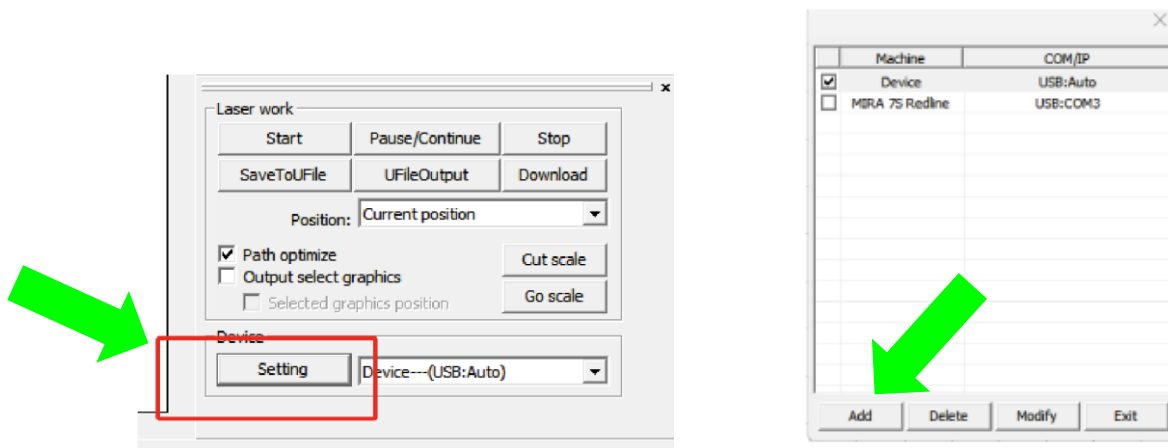 Laser work
Start Pause/Continue Stop
SaveToUFile UFileOutput Download
Position: Current position
Path optimize
Output select graphics
Cut scale
Selected graphics position
Go scale
Device
Setting Device---(USB:Auto)
Machine COM/IP
Device USB:Auto
MIRA 7S Redline USB:COM3
Add Delete Modify Exit